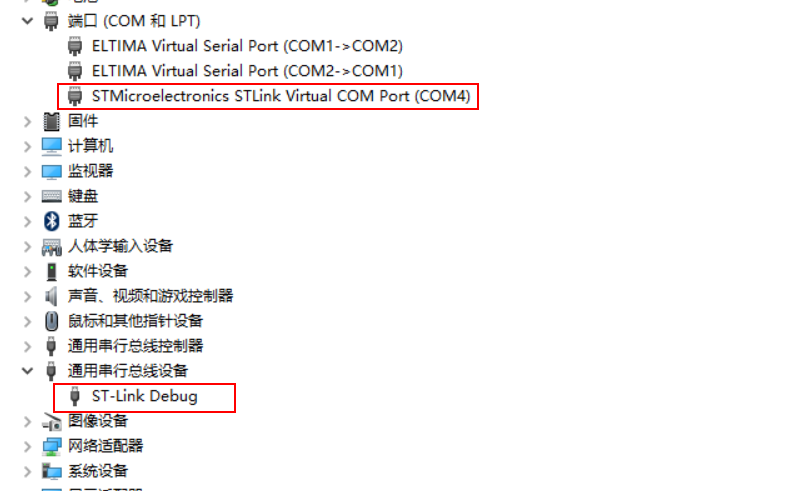 端口 (COM 和 LPT)
ELTIMA Virtual Serial Port (COM1->COM2)
ELTIMA Virtual Serial Port (COM2->COM1)
STMicroelectronics STLink Virtual COM Port (COM4)
固件
计算机
监视器
键盘
蓝牙
人体学输入设备
软件设备
声音、视频和游戏控制器
鼠标和其他指针设备
通用串行总线控制器
通用串行总线设备
ST-Link Debug
图像设备
网络适配器
系统设备